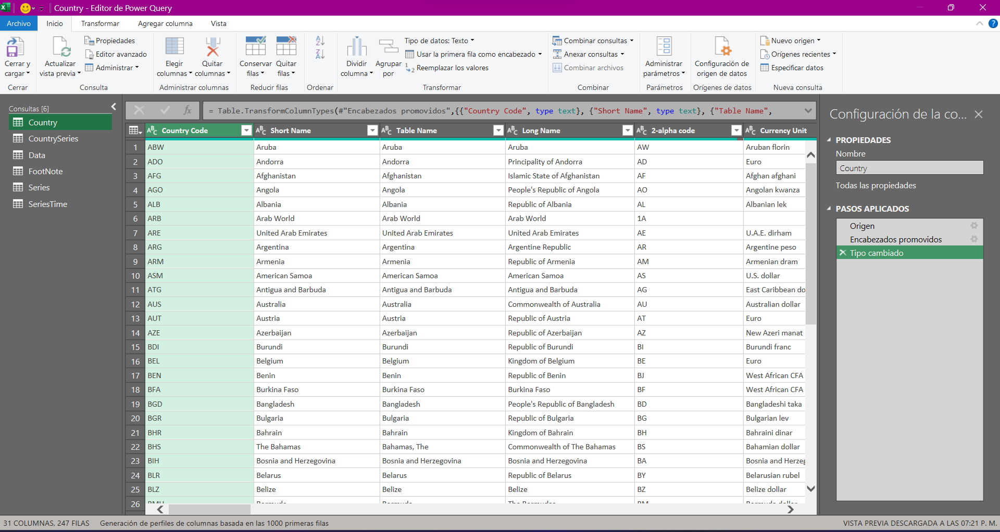 Country - Editor de Power Query
Archivo Inicio Transformar Agregar columna Vista
Cerrar y cargar
Cerrar
Actualizar vista previa
Propiedades
Editor avanzado
Administrar
Consulta
Elegir columnas
Quitar columnas
Administrar columnas
Conservar filas
Quitar filas
Reducir filas
Ordenar
Dividir columna
Agrupar por
Tipo de datos: Texto
Usar la primera fila como encabezado
Reemplazar los valores
Transformar
Combinar consultas
Anexar consultas
Combinar archivos
Combinar
Administrar parámetros
Parámetros
Configuración de origen de datos
Orígenes de datos
Nuevo origen
Orígenes recientes
Especificar datos
Nueva consulta
Consultas [6]
Country
CountrySeries
Data
FootNote
Series
SeriesTime
= Table.TransformColumnTypes(#"Encabezados promovidos",{{"Country Code", type text}, {"Short Name", type text}, {"Table Name",
Country Code Short Name Table Name Long Name 2-alpha code Currency Unit
1 ABW Aruba Aruba Aruba AW Aruban florin
2 ADO Andorra Andorra Principality of Andorra AD Euro
3 AFG Afghanistan Afghanistan Islamic State of Afghanistan AF Afghan afghani
4 AGO Angola Angola People's Republic of Angola AO Angolan kwanza
5 ALB Albania Albania Republic of Albania AL Albanian lek
6 ARB Arab World Arab World Arab World 1A
7 ARE United Arab Emirates United Arab Emirates United Arab Emirates AE U.A.E. dirham
8 ARG Argentina Argentina Argentine Republic AR Argentine peso
9 ARM Armenia Armenia Republic of Armenia AM Armenian dram
10 ASM American Samoa American Samoa American Samoa AS U.S. dollar
11 ATG Antigua and Barbuda Antigua and Barbuda Antigua and Barbuda AG East Caribbean do
12 AUS Australia Australia Commonwealth of Australia AU Australian dollar
13 AUT Austria Austria Republic of Austria AT Euro
14 AZE Azerbaijan Azerbaijan Republic of Azerbaijan AZ New Azeri manat
15 BDI Burundi Burundi Republic of Burundi BI Burundi franc
16 BEL Belgium Belgium Kingdom of Belgium BE Euro
17 BEN Benin Benin Republic of Benin BJ West African CFA
18 BFA Burkina Faso Burkina Faso Burkina Faso BF West African CFA
19 BGD Bangladesh Bangladesh People's Republic of Bangladesh BD Bangladeshi taka
20 BGR Bulgaria Bulgaria Republic of Bulgaria BG Bulgarian lev
21 BHR Bahrain Bahrain Kingdom of Bahrain BH Bahraini dinar
22 BHS The Bahamas Bahamas, The Commonwealth of The Bahamas BS Bahamian dollar
23 BIH Bosnia and Herzegovina Bosnia and Herzegovina Bosnia and Herzegovina BA Bosnia and Herzeg
24 BLR Belarus Belarus Republic of Belarus BY Belarusian rubel
25 BLZ Belize Belize Belize BZ Belize dollar
26
Configuración de la co...
PROPIEDADES
Nombre
Country
Todas las propiedades
PASOS APLICADOS
Origen
Encabezados promovidos
Tipo cambiado
31 COLUMNS, 247 FILAS Generación de perfiles de columnas basada en las 1000 primeras filas VISTA PREVIA DESCARGADA A LAS 07:21 P. M.